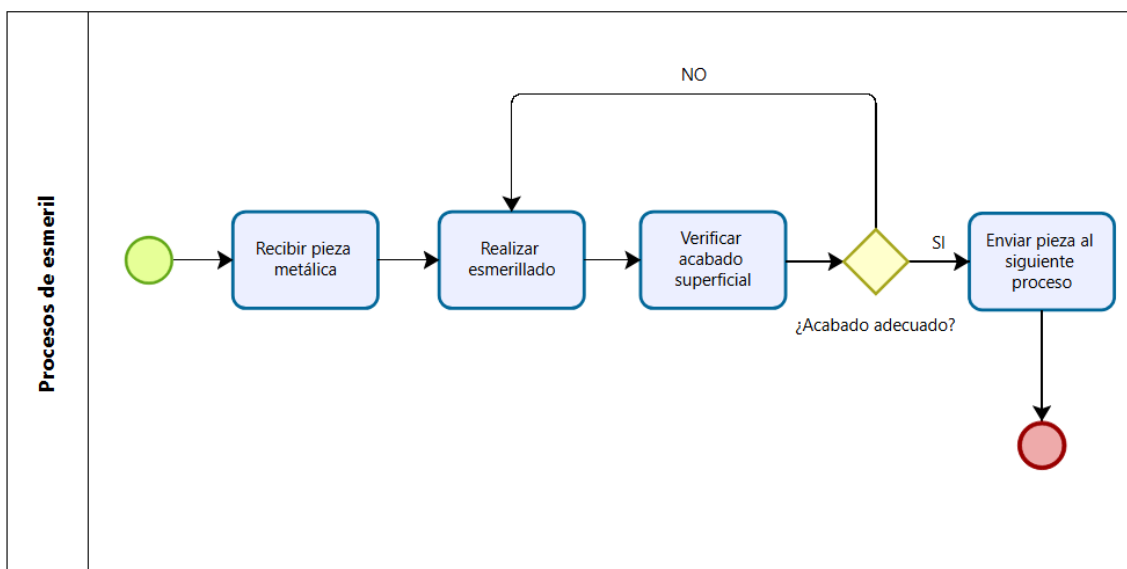 Procesos de esmeril
NO
Recibir pieza
metálica
Realizar
esmerillado
Verificar
acabado
superficial
¿Acabado adecuado?
SI
Enviar pieza al
siguiente
proceso